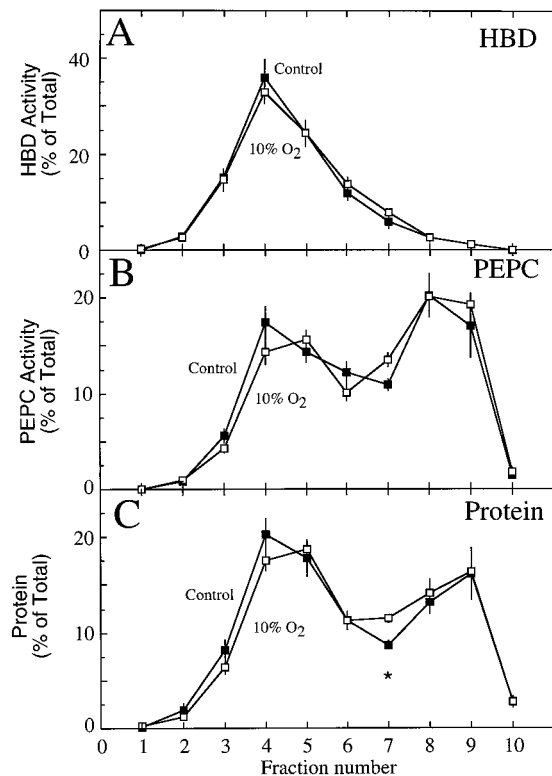 A
HBD
HBD Activity
(% of Total)
40
20
0
Control
10% O2
B
PEPC
PEPC Activity
(% of Total)
20
10
0
Control
10% O2
C
Protein
Protein
(% of Total)
20
10
0
Control
10% O2
*
0 1 2 3 4 5 6 7 8 9 10
Fraction number